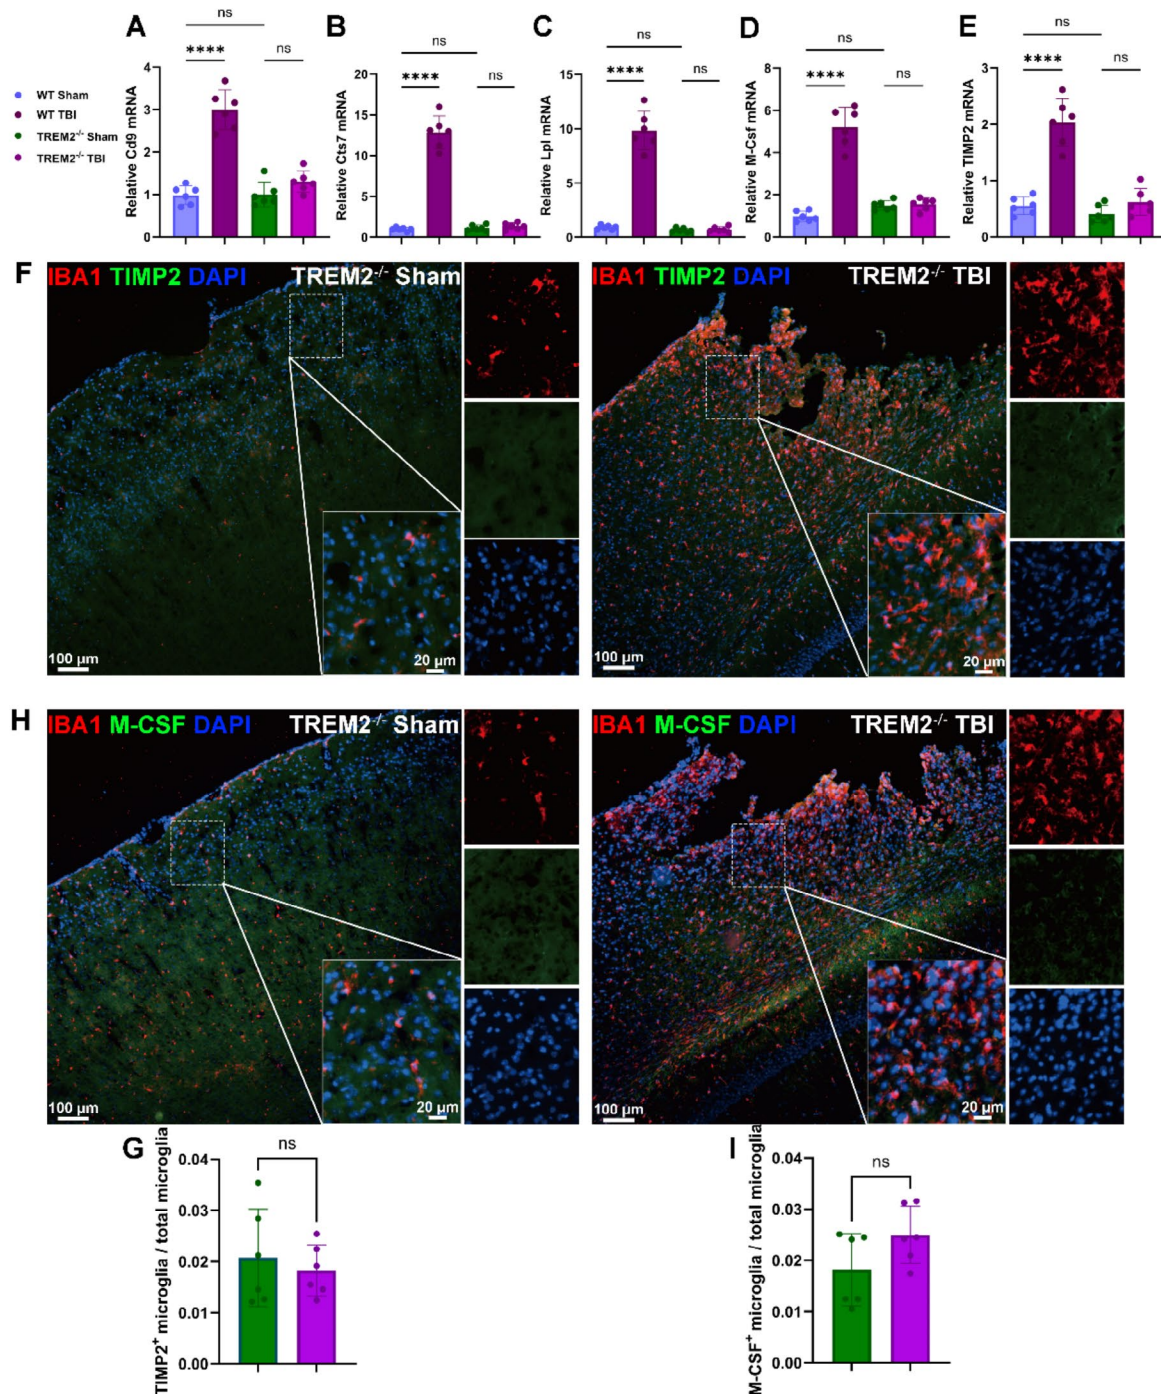 WT Sham
WT TBI
TREM2-/- Sham
TREM2-/- TBI
A
ns
****
ns
Relative Cd9 mRNA
4
3
2
1
0
B
ns
****
ns
Relative Cts7 mRNA
20
15
10
5
0
C
ns
****
ns
Relative Lpl mRNA
15
10
5
0
D
ns
****
ns
Relative M-Csf mRNA
8
6
4
2
0
E
ns
****
ns
Relative TIMP2 mRNA
3
2
1
0
F
IBA1 TIMP2 DAPI TREM2-/- Sham
100 µm
20 µm
IBA1 TIMP2 DAPI TREM2-/- TBI
100 µm
20 µm
H
IBA1 M-CSF DAPI TREM2-/- Sham
100 µm
20 µm
IBA1 M-CSF DAPI TREM2-/- TBI
100 µm
20 µm
G
ns
TIMP2+ microglia / total microglia
0.04
0.03
0.02
0.01
0.00
I
ns
M-CSF+ microglia / total microglia
0.04
0.03
0.02
0.01
0.00